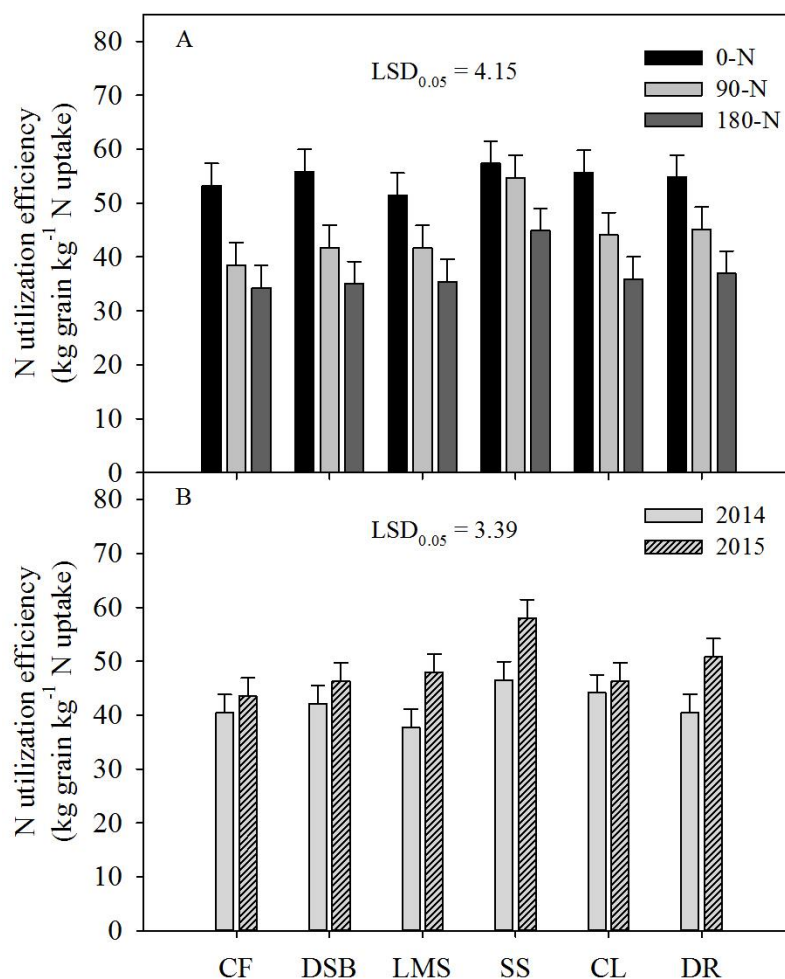 A
LSD0.05 = 4.15
0-N
90-N
180-N
N utilization efficiency
(kg grain kg-1 N uptake)
80
70
60
50
40
30
20
10
0
B
LSD0.05 = 3.39
2014
2015
N utilization efficiency
(kg grain kg-1 N uptake)
80
70
60
50
40
30
20
10
0
CF DSB LMS SS CL DR